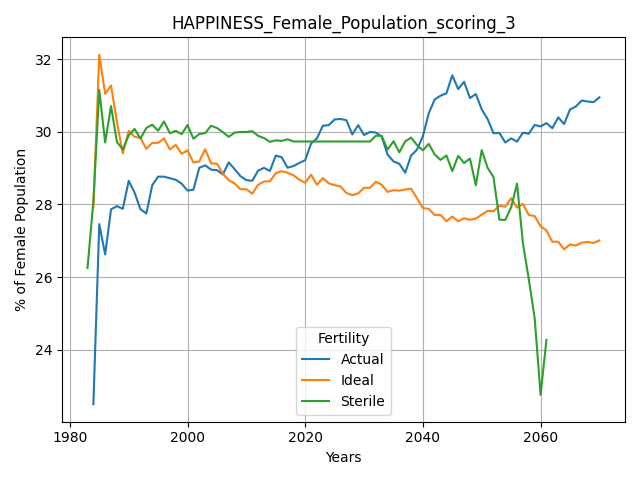 HAPPINESS_Female_Population_scoring_3
% of Female Population
32
30
28
26
24
Fertility
Actual
Ideal
Sterile
1980 2000 2020 2040 2060
Years